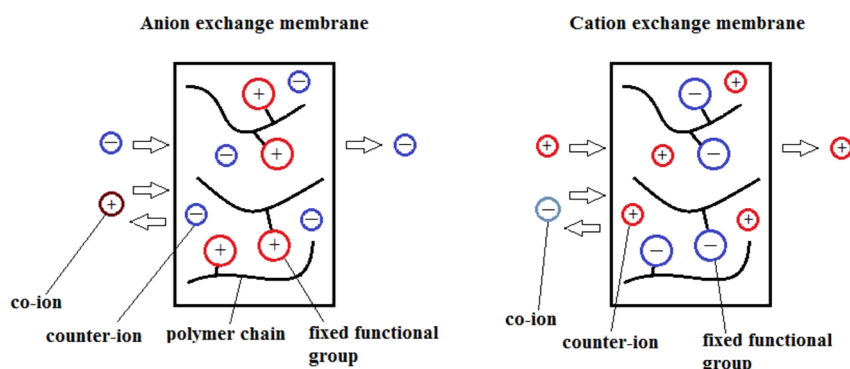 Anion exchange membrane
Cation exchange membrane
co-ion
counter-ion
polymer chain
fixed functional
group
co-ion
counter-ion
fixed functional
group